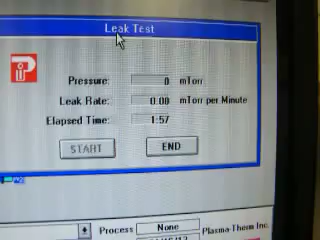 Leak Test
Pressure: 0 mTorr
Leak Rate: 0.00 mTorr per Minute
Elapsed Time: 1:57
START END
Process None Plasma-Therm Inc.